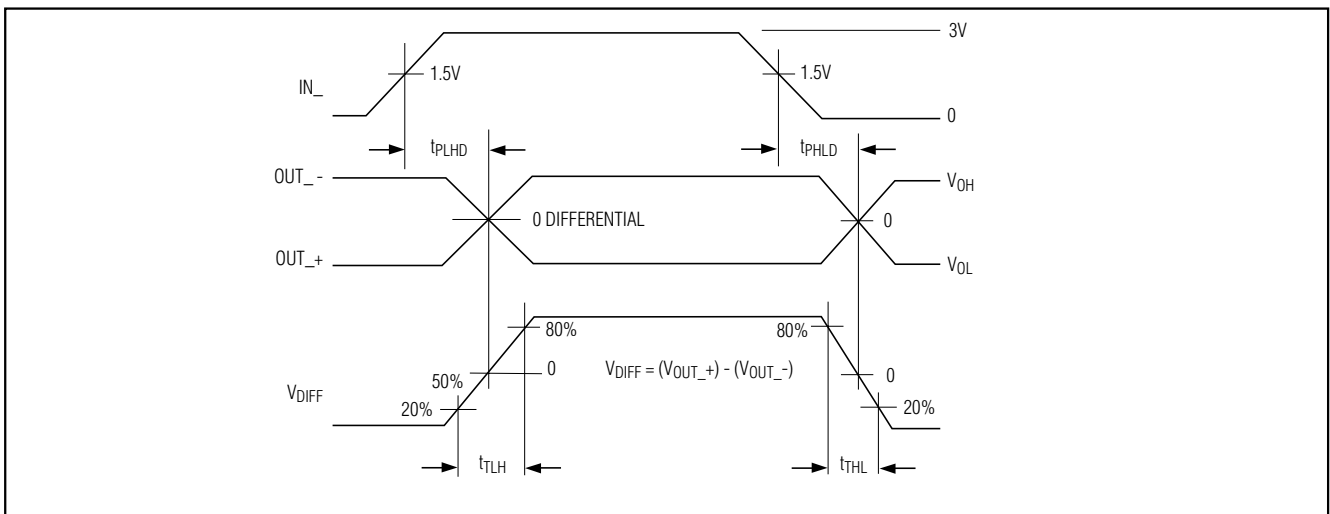 3V
1.5V
1.5V
IN_
0
tPLHD
tPHLD
OUT_ -
VOH
0 DIFFERENTIAL
0
OUT_+
VOL
80%
80%
50%
0
VDIFF = (VOUT_+) - (VOUT_-)
0
VDIFF
20%
20%
tTLH
tTHL